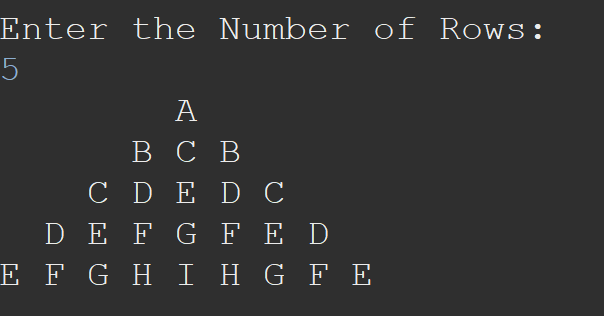 Enter the Number of Rows:
5
        A
      B C B
    C D E D C
  D E F G F E D
E F G H I H G F E